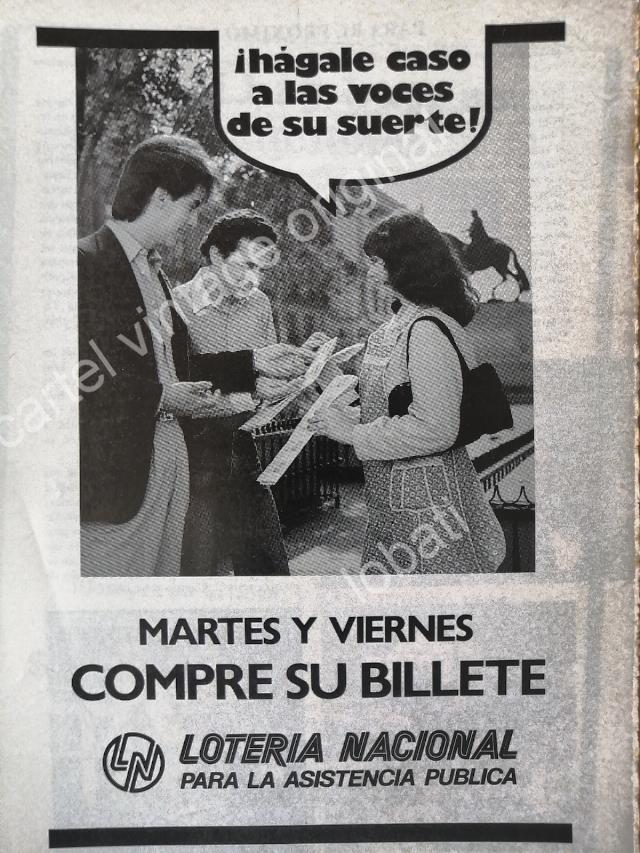 ¡hágale caso
a las voces
de su suerte!
cartel vintage original
lobati
MARTES Y VIERNES
COMPRE SU BILLETE
LN LOTERIA NACIONAL
PARA LA ASISTENCIA PUBLICA